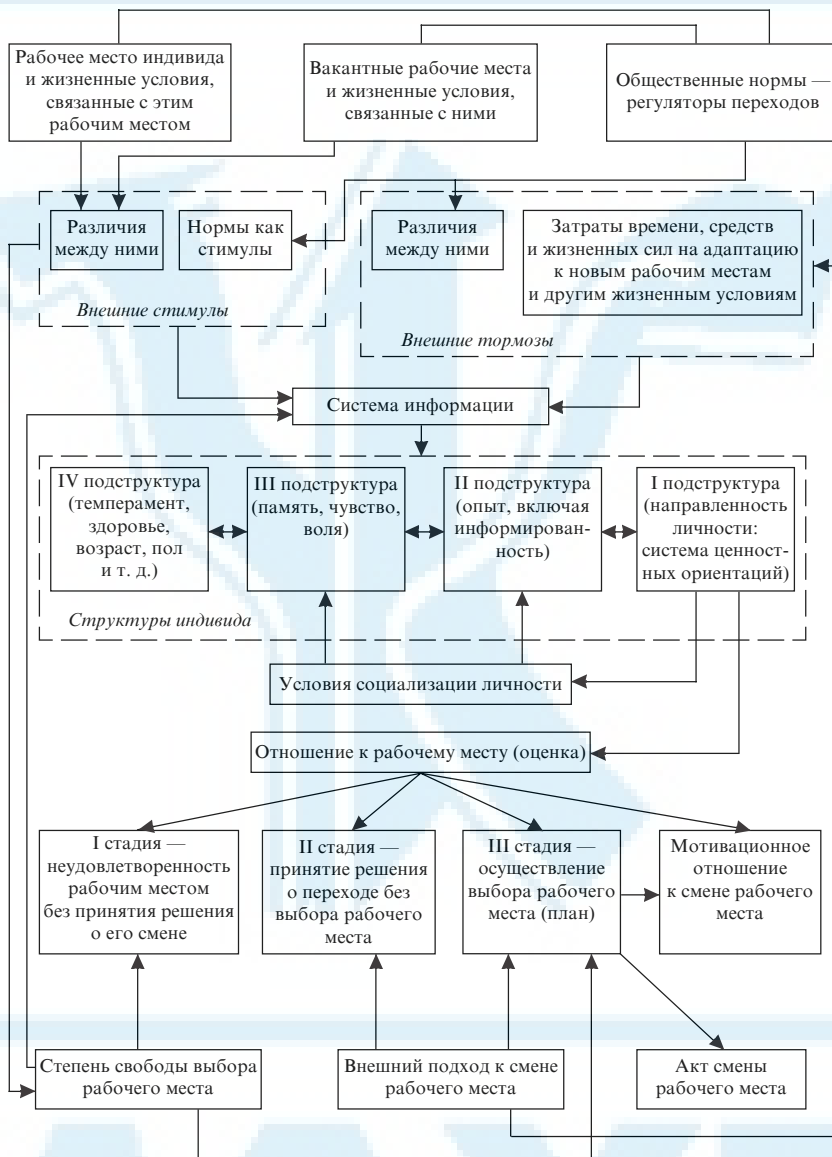 Рабочее место индивида
и жизненные условия,
связанные с этим
рабочим местом
Вакантные рабочие места
и жизненные условия,
связанные с ними
Общественные нормы —
регуляторы переходов
Различия
между ними
Нормы как
стимулы
Внешние стимулы
Различия
между ними
Затраты времени, средств
и жизненных сил на адаптацию
к новым рабочим местам
и другим жизненным условиям
Внешние тормозы
Система информации
IV подструктура
(темперамент,
здоровье,
возраст, пол
и т. д.)
III подструктура
(память, чувство,
воля)
II подструктура
(опыт, включая
информирован-
ность)
I подструктура
(направленность
личности:
система ценност-
ных ориентаций)
Структуры индивида
Условия социализации личности
Отношение к рабочему месту (оценка)
I стадия —
неудовлетворенность
рабочим местом
без принятия решения
о его смене
II стадия —
принятие решения
о переходе без
выбора рабочего
места
III стадия —
осуществление
выбора рабочего
места (план)
Мотивационное
отношение
к смене рабочего
места
Степень свободы выбора
рабочего места
Внешний подход к смене
рабочего места
Акт смены
рабочего места